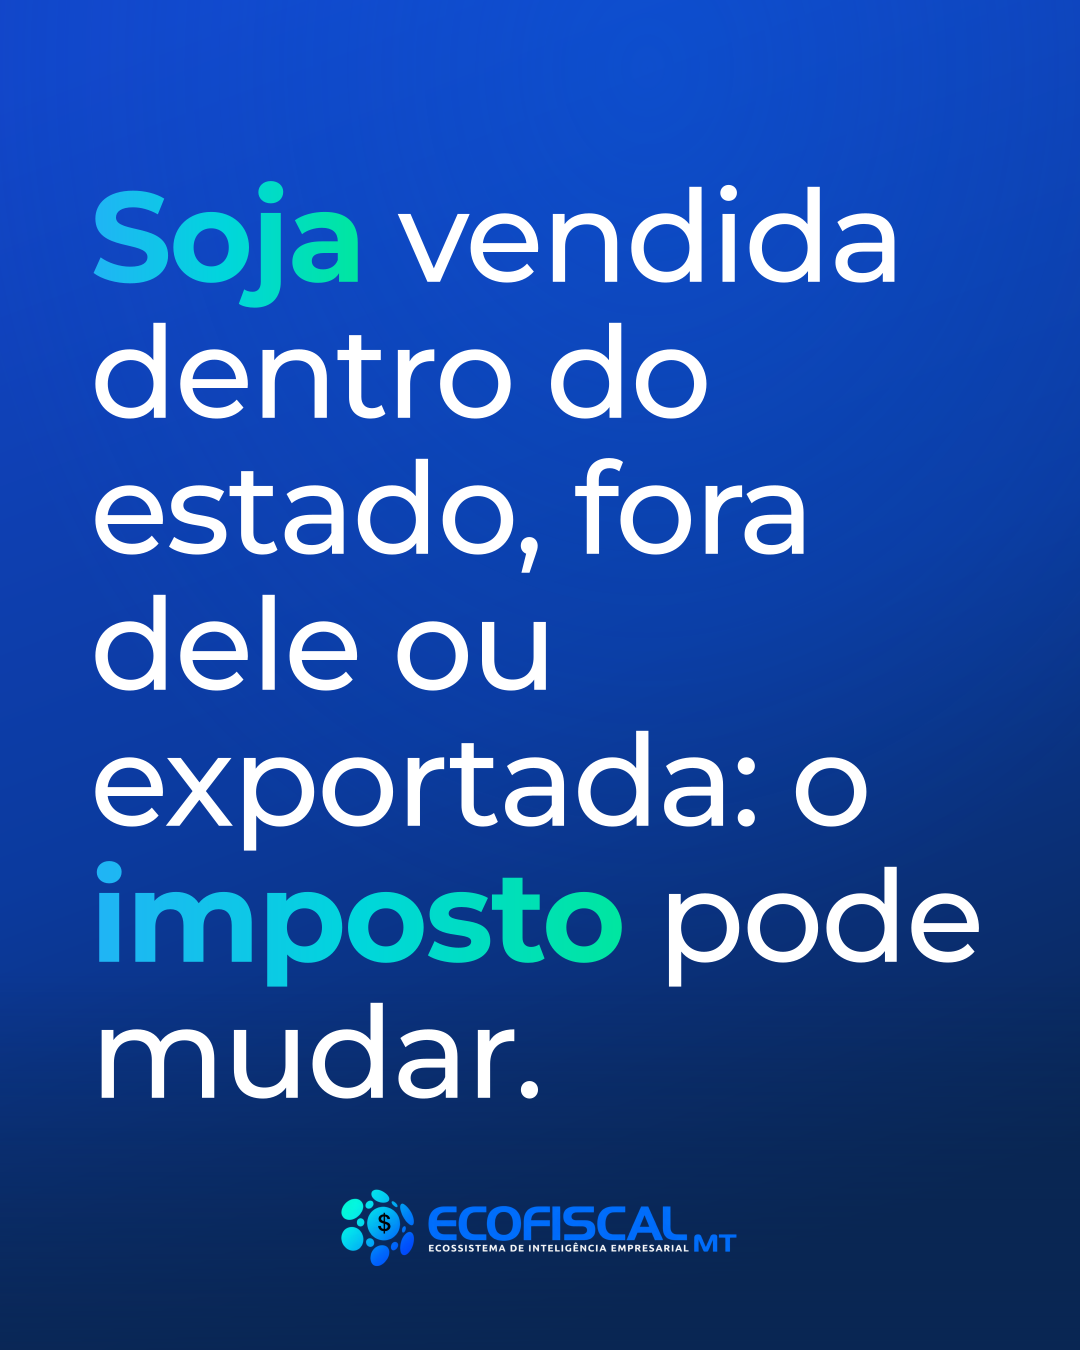 Soja vendida
dentro do
estado, fora
dele ou
exportada: o
imposto pode
mudar.
$
ECOFISCAL
ECOSSISTEMA DE INTELIGÊNCIA EMPRESARIAL MT